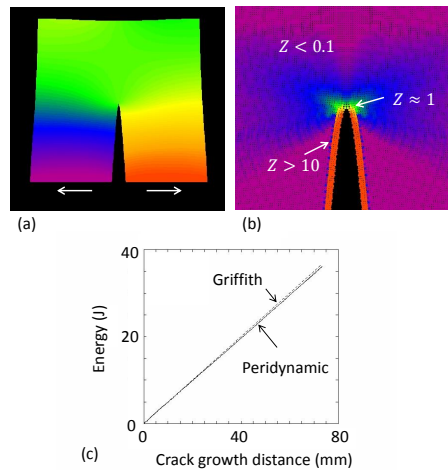 Z < 0.1
Z ≈ 1
Z > 10
(a)
(b)
40
Griffith
Energy (J)
20
Peridynamic
0
0
40
80
(c)
Crack growth distance (mm)